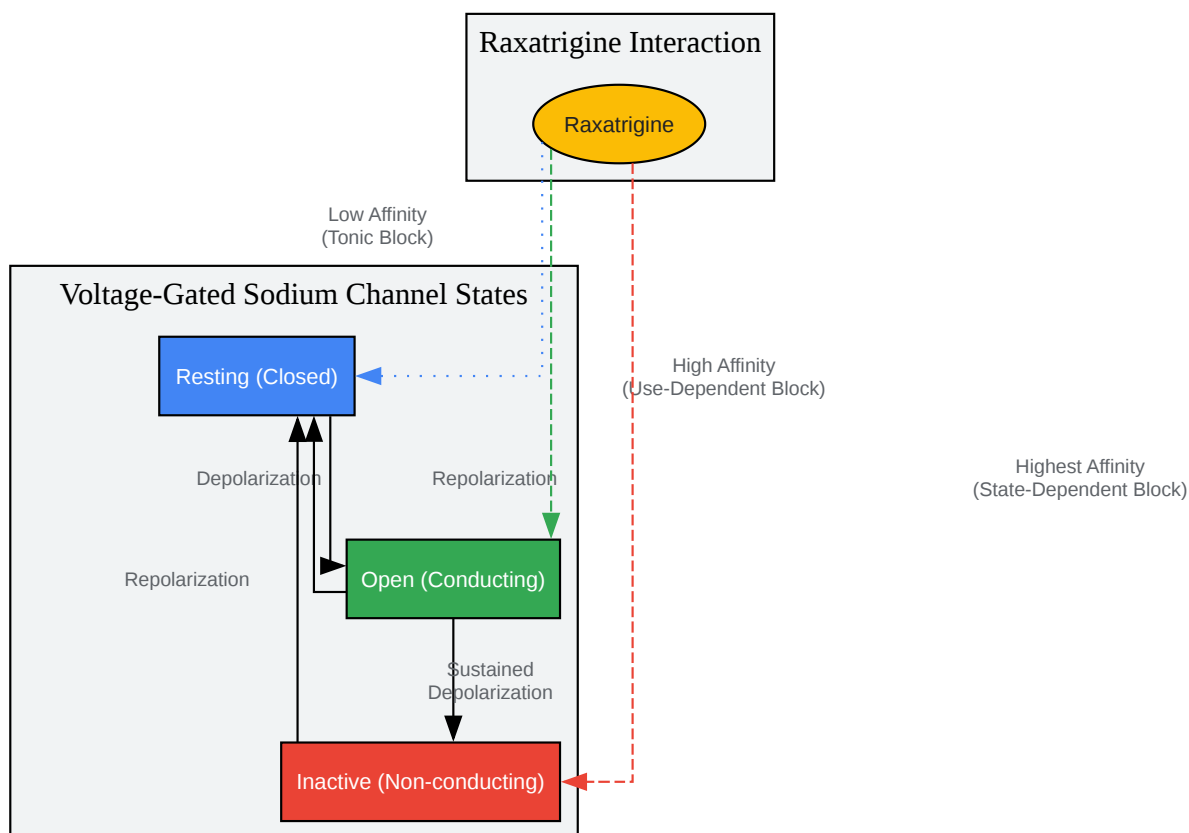 Raxatrigine Interaction
Raxatrigine
Low Affinity
(Tonic Block)
Voltage-Gated Sodium Channel States
Resting (Closed)
High Affinity
(Use-Dependent Block)
Depolarization
Repolarization
Highest Affinity
(State-Dependent Block)
Repolarization
Open (Conducting)
Sustained
Depolarization
Inactive (Non-conducting)